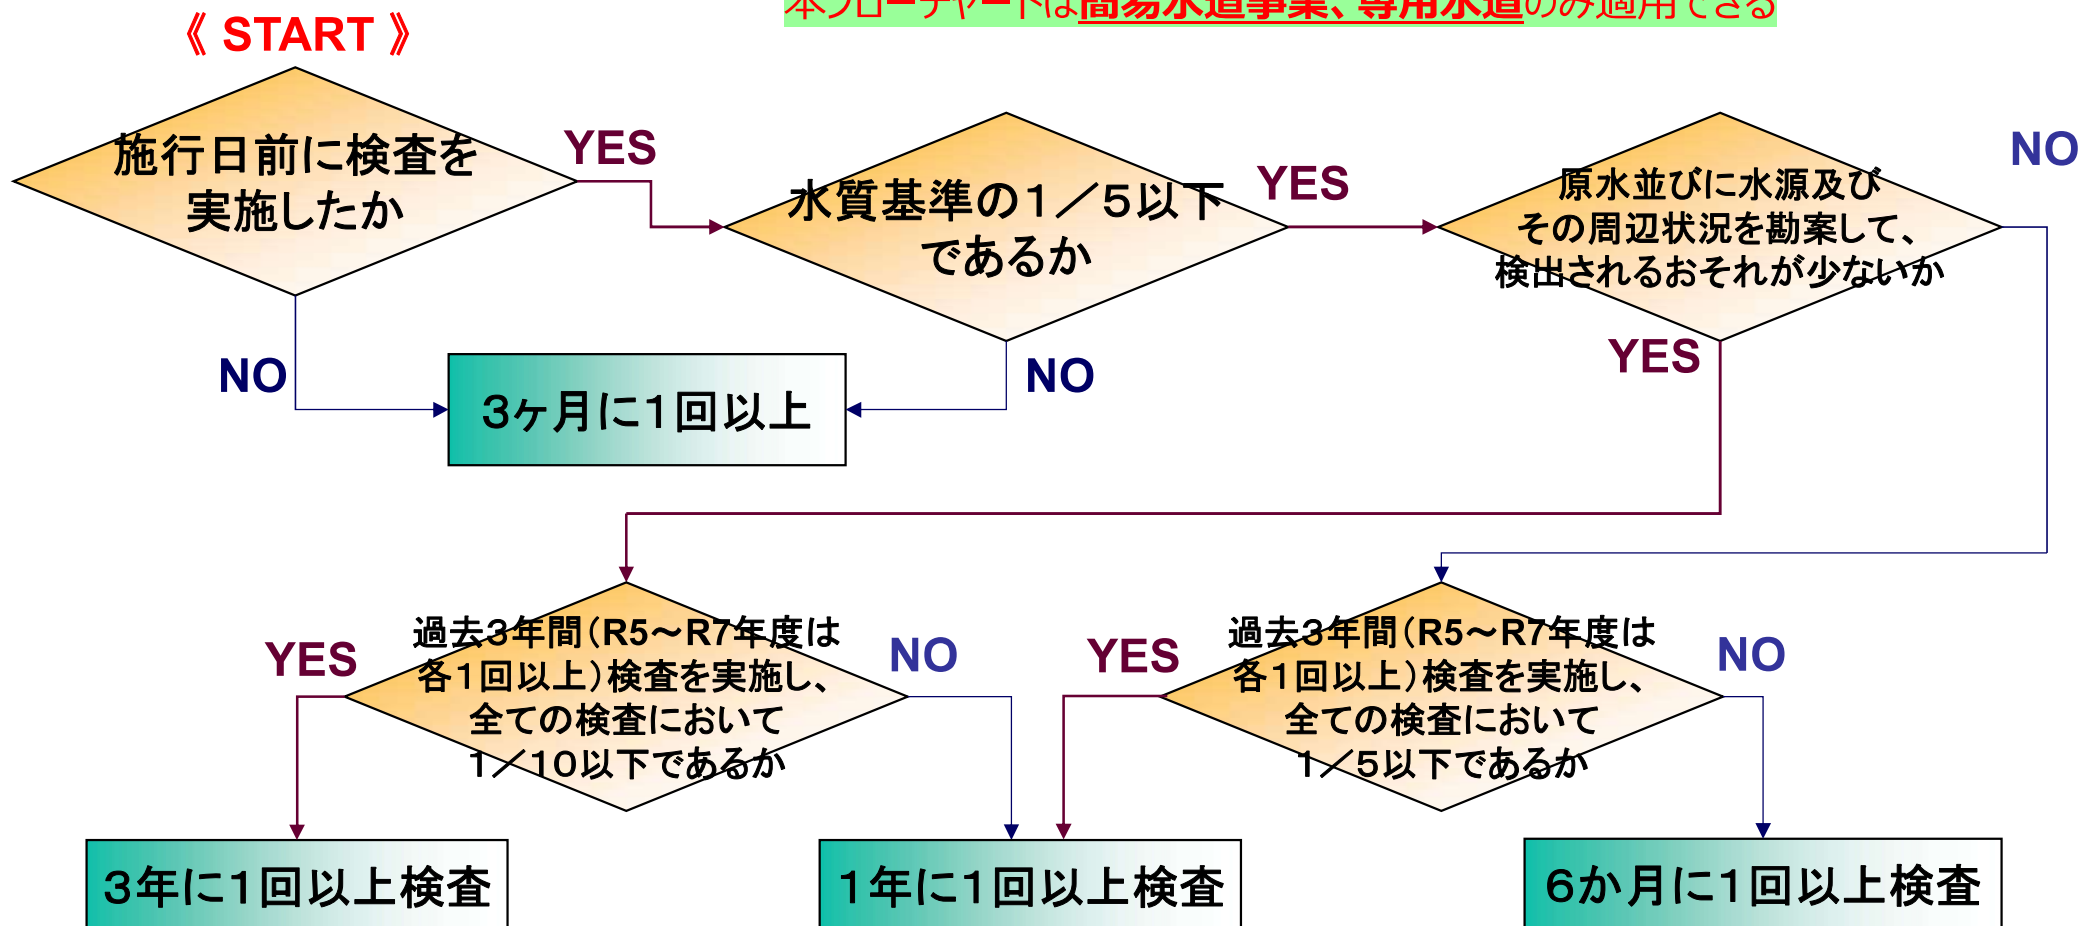 本フローチャートは簡易水道事業、専用水道のみ適用できる
《 START 》
施行日前に検査を
実施したか
YES
水質基準の1／5以下
であるか
YES
原水並びに水源及び
その周辺状況を勘案して、
検出されるおそれが少ないか
NO
NO
3ヶ月に1回以上
NO
YES
過去3年間（R5～R7年度は
各1回以上）検査を実施し、
全ての検査において
1／10以下であるか
YES
NO
過去3年間（R5～R7年度は
各1回以上）検査を実施し、
全ての検査において
1／5以下であるか
YES
NO
3年に1回以上検査
1年に1回以上検査
6か月に1回以上検査